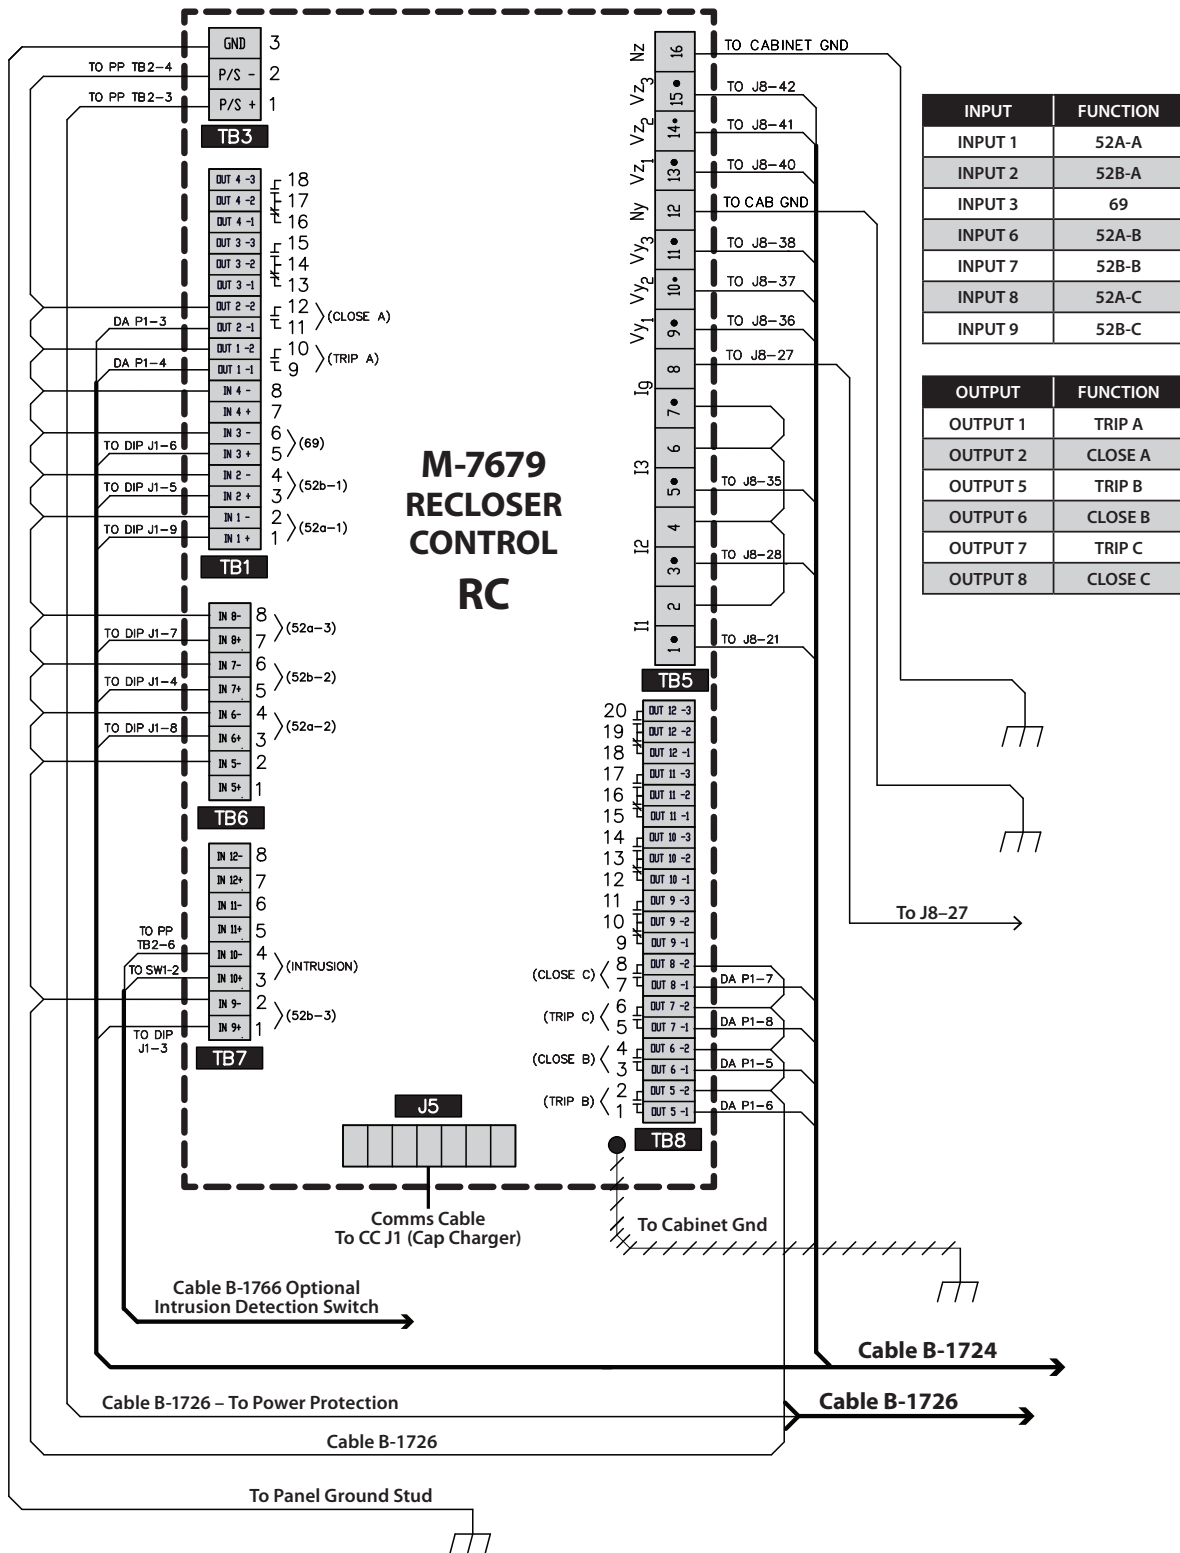 GND 3
TO PP TB2-4 P/S - 2
TO PP TB2-3 P/S + 1
TB3
OUT 4 -3 18
OUT 4 -2 17
OUT 4 -1 16
OUT 3 -3 15
OUT 3 -2 14
OUT 3 -1 13
OUT 2 -2 12
DA P1-3 OUT 2 -1 11 (CLOSE A)
OUT 1 -2 10
DA P1-4 OUT 1 -1 9 (TRIP A)
IN 4 - 8
IN 4 + 7
IN 3 - 6
TO DIP J1-6 IN 3 + 5 (69)
IN 2 - 4
TO DIP J1-5 IN 2 + 3 (52b-1)
IN 1 - 2
TO DIP J1-9 IN 1 + 1 (52a-1)
TB1
IN 8- 8
TO DIP J1-7 IN 8+ 7 (52a-3)
IN 7- 6
TO DIP J1-4 IN 7+ 5 (52b-2)
IN 6- 4
TO DIP J1-8 IN 6+ 3 (52a-2)
IN 5- 2
IN 5+ 1
TB6
IN 12- 8
IN 12+ 7
IN 11- 6
IN 11+ 5
TO PP
TB2-6
IN 10- 4
TO SW1-2 IN 10+ 3 (INTRUSION)
IN 9- 2
IN 9+ 1 (52b-3)
TO DIP
J1-3
TB7
M-7679
RECLOSER
CONTROL
RC
Nz 16 TO CABINET GND
Vz3 15 TO J8-42
Vz2 14 TO J8-41
Vz1 13 TO J8-40
Ny 12 TO CAB GND
Vy3 11 TO J8-38
Vy2 10 TO J8-37
Vy1 9 TO J8-36
8 TO J8-27
Ig
7
6
I3
5 TO J8-35
4
I2
3 TO J8-28
2
I1
1 TO J8-21
TB5
20 OUT 12 -3
19 OUT 12 -2
18 OUT 12 -1
17 OUT 11 -3
16 OUT 11 -2
15 OUT 11 -1
14 OUT 10 -3
13 OUT 10 -2
12 OUT 10 -1
11 OUT 9 -3
10 OUT 9 -2
9 OUT 9 -1
8 OUT 8 -2
(CLOSE C) 7 OUT 8 -1 DA P1-7
6 OUT 7 -2
(TRIP C) 5 OUT 7 -1 DA P1-8
4 OUT 6 -2
(CLOSE B) 3 OUT 6 -1 DA P1-5
2 OUT 5 -2
(TRIP B) 1 OUT 5 -1 DA P1-6
TB8
INPUT FUNCTION
INPUT 1 52A-A
INPUT 2 52B-A
INPUT 3 69
INPUT 6 52A-B
INPUT 7 52B-B
INPUT 8 52A-C
INPUT 9 52B-C
OUTPUT FUNCTION
OUTPUT 1 TRIP A
OUTPUT 2 CLOSE A
OUTPUT 5 TRIP B
OUTPUT 6 CLOSE B
OUTPUT 7 TRIP C
OUTPUT 8 CLOSE C
To J8–27
J5
Comms Cable
To CC J1 (Cap Charger)
To Cabinet Gnd
Cable B-1766 Optional
Intrusion Detection Switch
Cable B-1724
Cable B-1726 – To Power Protection
Cable B-1726
Cable B-1726
To Panel Ground Stud